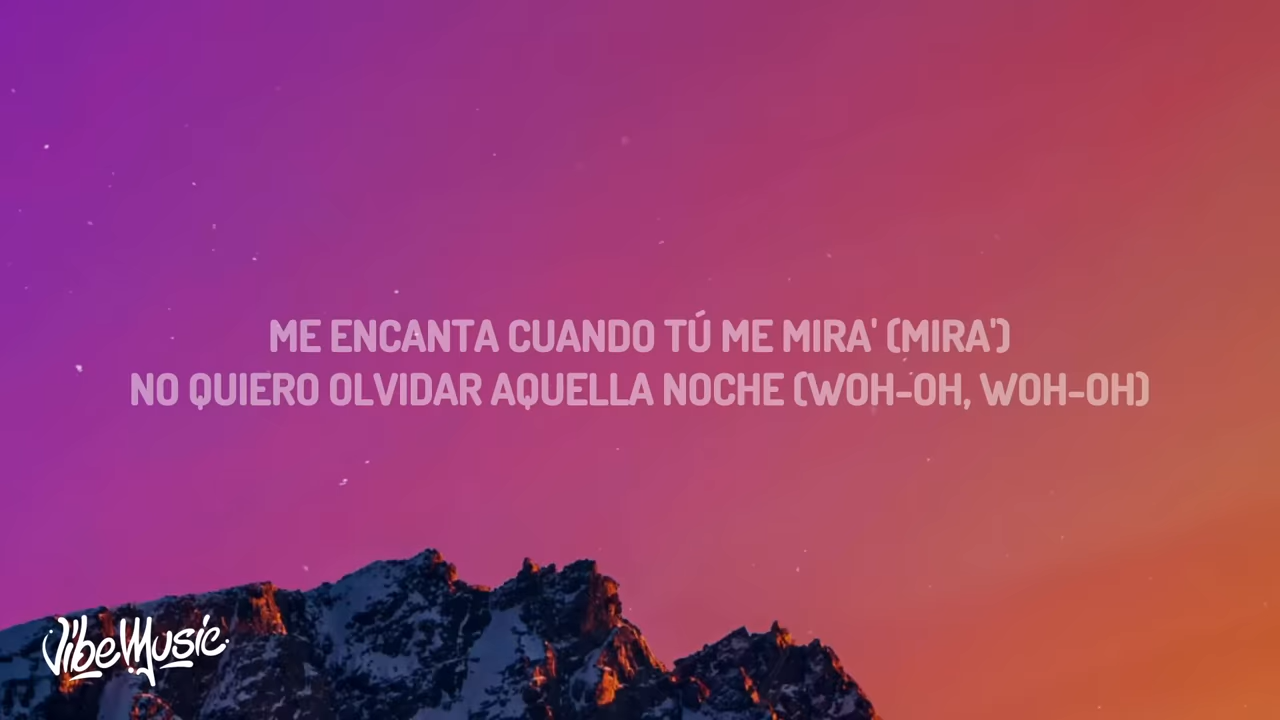 ME ENCANTA CUANDO TÚ ME MIRA' (MIRA')
NO QUIERO OLVIDAR AQUELLA NOCHE (WOH-OH, WOH-OH)
VibeMusic